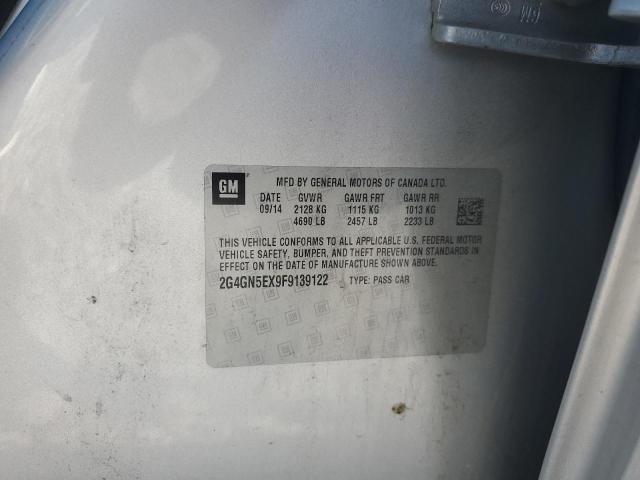 GM
GM
MFD BY GENERAL MOTORS OF CANADA LTD.
DATE GVWR GAWR FRT GAWR RR
09/14 2128 KG 1115 KG 1013 KG
4690 LB 2457 LB 2233 LB
THIS VEHICLE CONFORMS TO ALL APPLICABLE U.S. FEDERAL MOTOR
VEHICLE SAFETY, BUMPER, AND THEFT PREVENTION STANDARDS IN
EFFECT ON THE DATE OF MANUFACTURE SHOWN ABOVE.
2G4GN5EX9F9139122 TYPE: PASS CAR